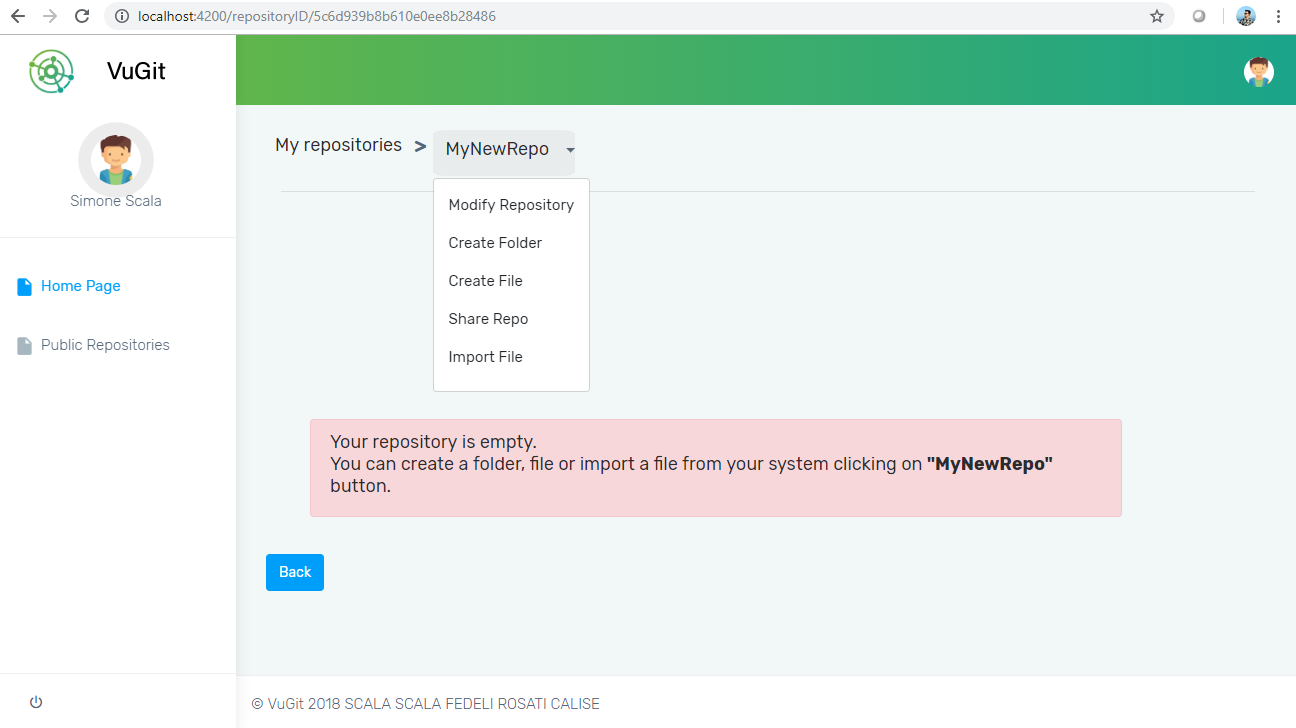 localhost:4200/repositoryID/5c6d939b8b610e0ee8b28486
VuGit
Simone Scala
Home Page
Public Repositories
My repositories > MyNewRepo
Modify Repository
Create Folder
Create File
Share Repo
Import File
Your repository is empty.
You can create a folder, file or import a file from your system clicking on "MyNewRepo"
button.
Back
© VuGit 2018 SCALA SCALA FEDELI ROSATI CALISE